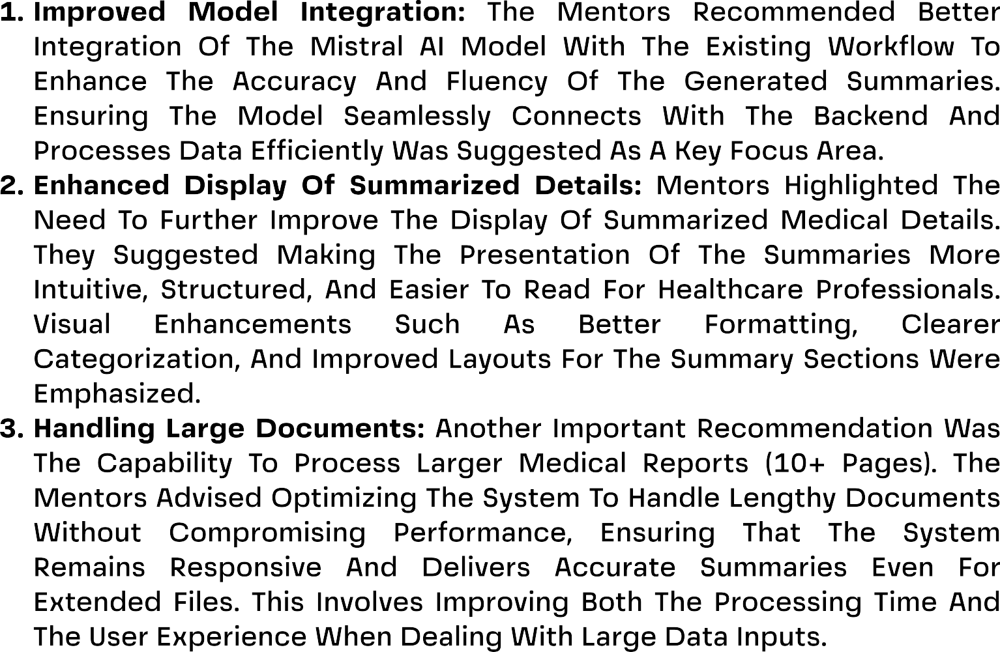 1. Improved Model Integration: The Mentors Recommended Better
Integration Of The Mistral AI Model With The Existing Workflow To
Enhance The Accuracy And Fluency Of The Generated Summaries.
Ensuring The Model Seamlessly Connects With The Backend And
Processes Data Efficiently Was Suggested As A Key Focus Area.
2. Enhanced Display Of Summarized Details: Mentors Highlighted The
Need To Further Improve The Display Of Summarized Medical Details.
They Suggested Making The Presentation Of The Summaries More
Intuitive, Structured, And Easier To Read For Healthcare Professionals.
Visual Enhancements Such As Better Formatting, Clearer
Categorization, And Improved Layouts For The Summary Sections Were
Emphasized.
3. Handling Large Documents: Another Important Recommendation Was
The Capability To Process Larger Medical Reports (10+ Pages). The
Mentors Advised Optimizing The System To Handle Lengthy Documents
Without Compromising Performance, Ensuring That The System
Remains Responsive And Delivers Accurate Summaries Even For
Extended Files. This Involves Improving Both The Processing Time And
The User Experience When Dealing With Large Data Inputs.